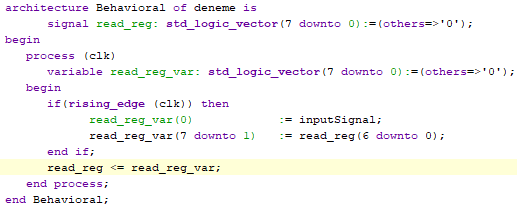 architecture Behavioral of deneme is
signal read_reg: std_logic_vector(7 downto 0):=(others=>'0');
begin
process (clk)
variable read_reg_var: std_logic_vector(7 downto 0):=(others=>'0');
begin
if(rising_edge (clk)) then
read_reg_var(0) := inputSignal;
read_reg_var(7 downto 1) := read_reg(6 downto 0);
end if;
read_reg <= read_reg_var;
end process;
end Behavioral;